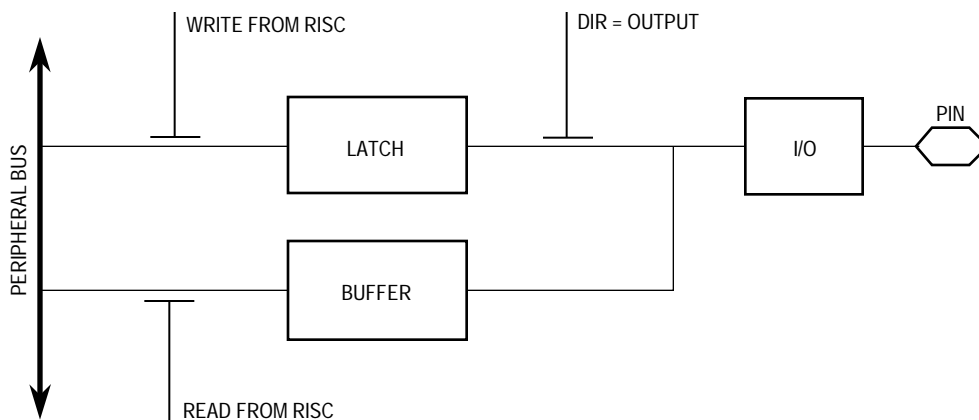 WRITE FROM RISC
DIR = OUTPUT
PERIPHERAL BUS
LATCH
I/O
PIN
BUFFER
READ FROM RISC